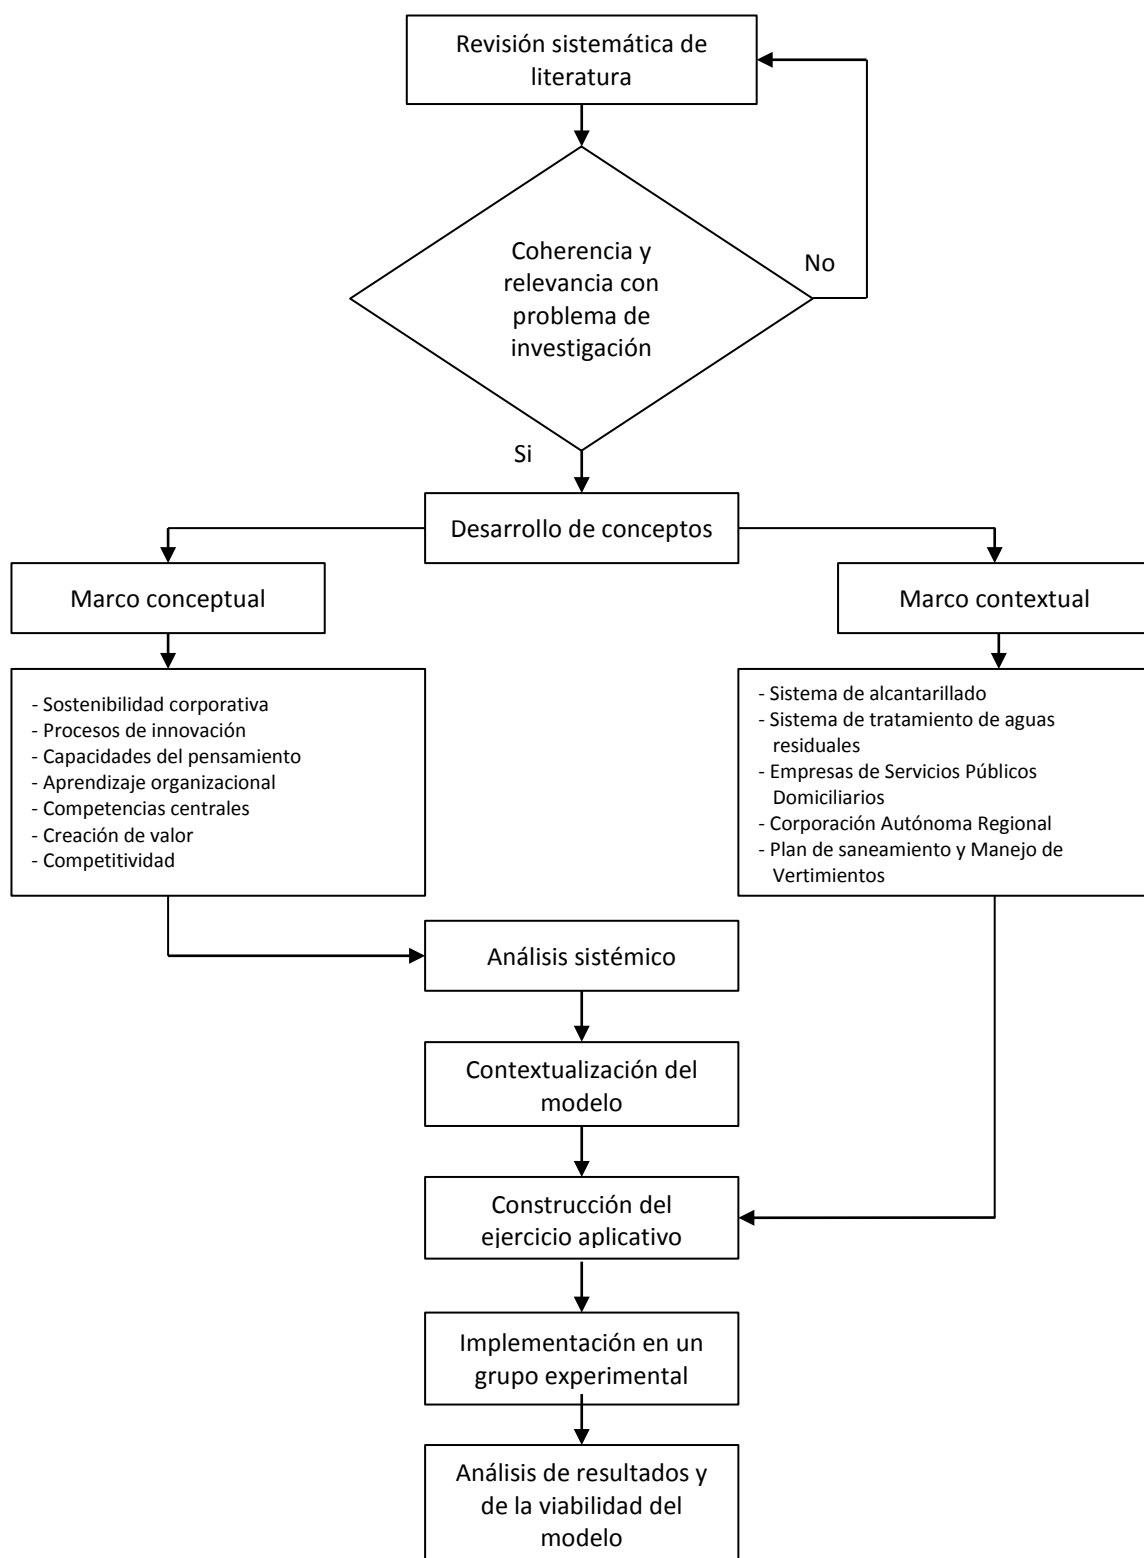 Revisión sistemática de
literatura
Coherencia y
relevancia con
problema de
investigación
No
Si
Desarrollo de conceptos
Marco conceptual
Marco contextual
- Sostenibilidad corporativa
- Procesos de innovación
- Capacidades del pensamiento
- Aprendizaje organizacional
- Competencias centrales
- Creación de valor
- Competitividad
- Sistema de alcantarillado
- Sistema de tratamiento de aguas
residuales
- Empresas de Servicios Públicos
Domiciliarios
- Corporación Autónoma Regional
- Plan de saneamiento y Manejo de
Vertimientos
Análisis sistémico
Contextualización del
modelo
Construcción del
ejercicio aplicativo
Implementación en un
grupo experimental
Análisis de resultados y
de la viabilidad del
modelo